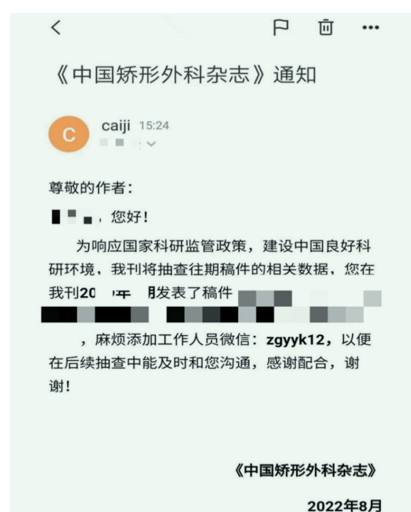 《中国矫形外科杂志》通知
C
caiji 15:24
尊敬的作者：
，您好！
为响应国家科研监管政策，建设中国良好科
研环境，我刊将抽查往期稿件的相关数据，您在
我刊20 年 月发表了稿件
，麻烦添加工作人员微信：zgyyk12，以便
在后续抽查中能及时和您沟通，感谢配合，谢
谢！
《中国矫形外科杂志》
2022年8月